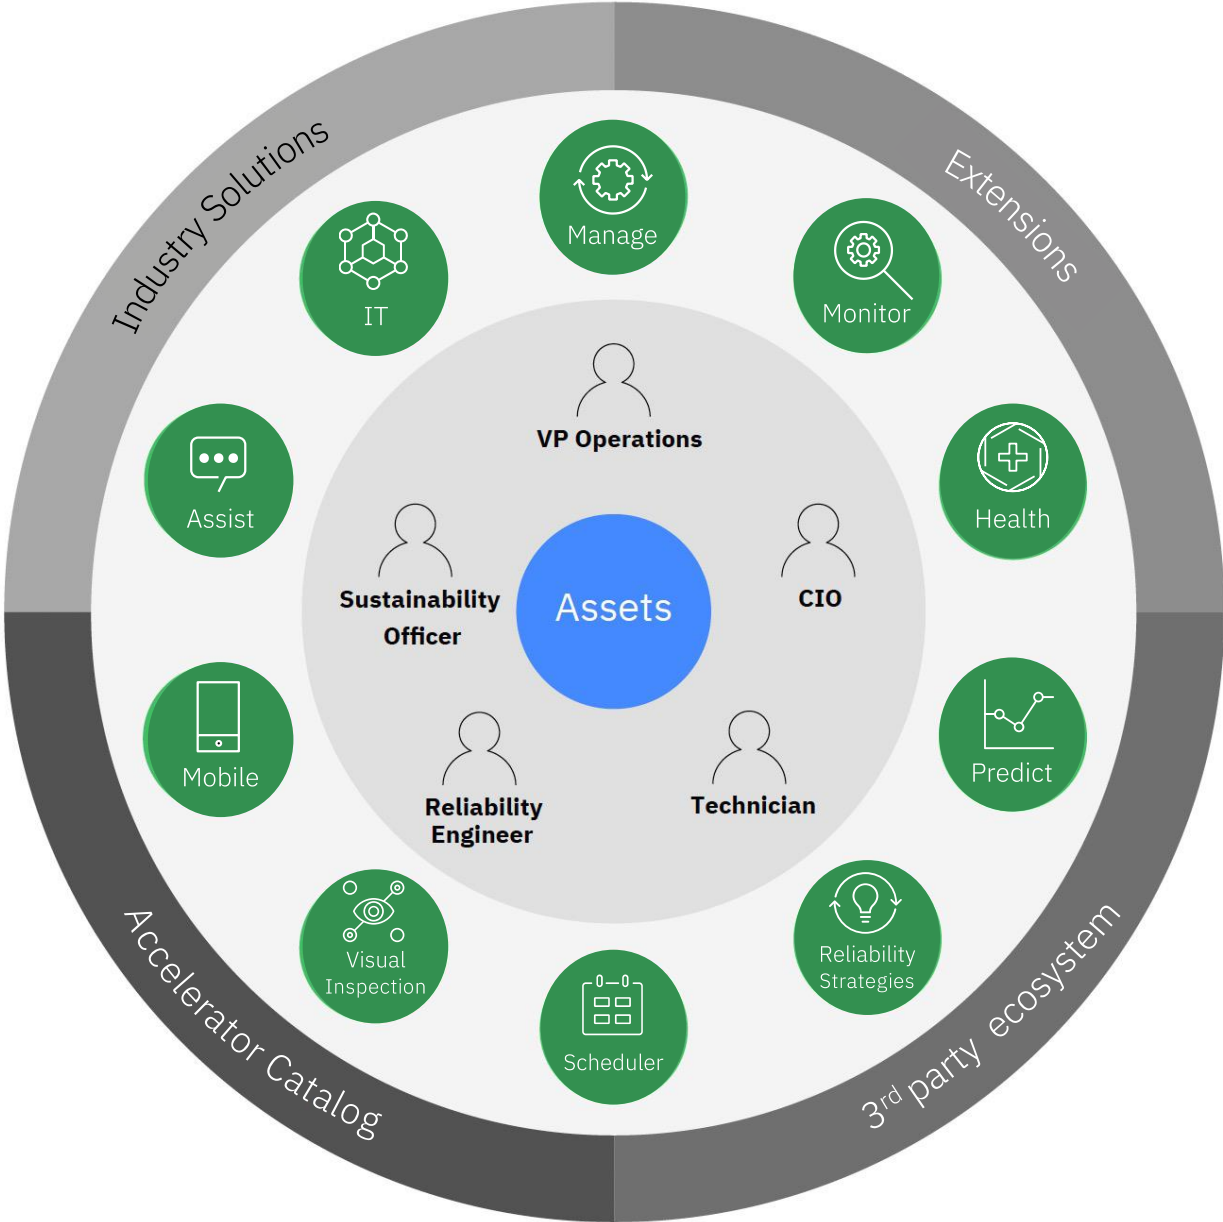 Industry Solutions
Extensions
Manage
Monitor
IT
VP Operations
Assist
Health
Sustainability
Officer
Assets
CIO
Mobile
Predict
Reliability
Engineer
Technician
Visual
Inspection
Reliability
Strategies
Scheduler
Accelerator Catalog
3rd party ecosystem